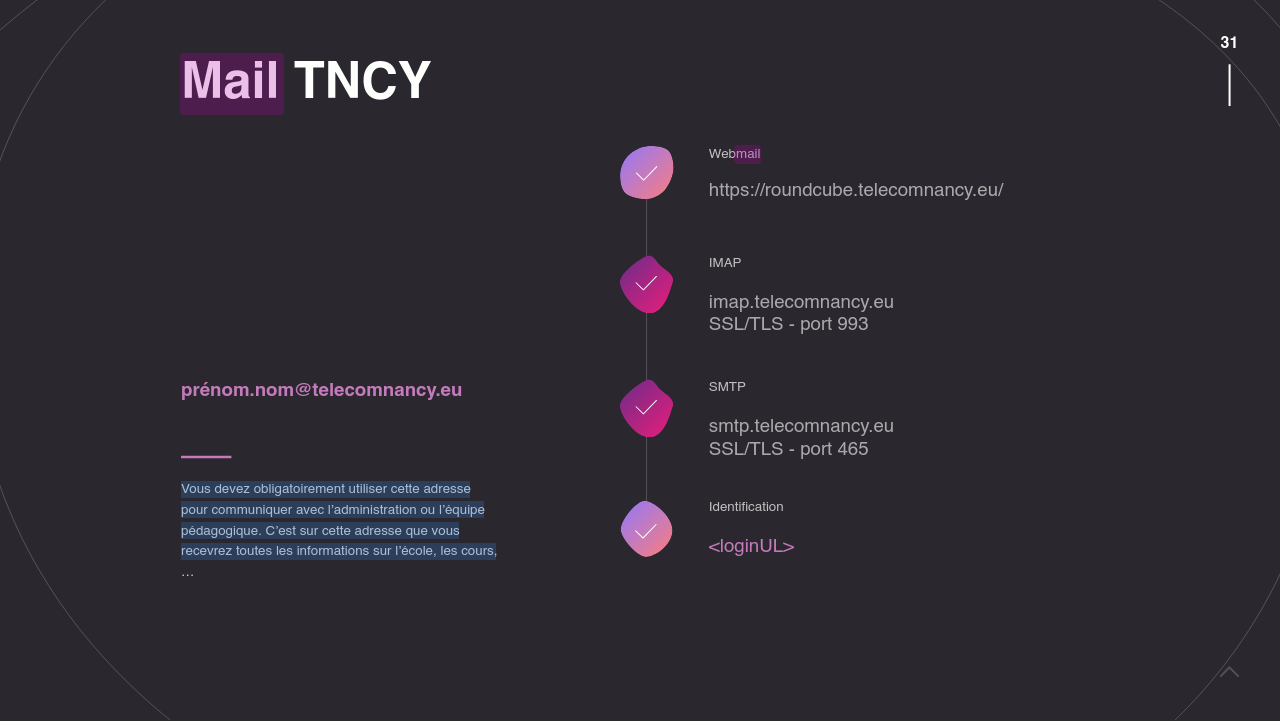 Mail TNCY
31
Webmail
https://roundcube.telecomnancy.eu/
IMAP
imap.telecomnancy.eu
SSL/TLS - port 993
prénom.nom@telecomnancy.eu
SMTP
smtp.telecomnancy.eu
SSL/TLS - port 465
Vous devez obligatoirement utiliser cette adresse
pour communiquer avec l’administration ou l’équipe
pédagogique. C’est sur cette adresse que vous
recevrez toutes les informations sur l’école, les cours,
…
Identification
<loginUL>